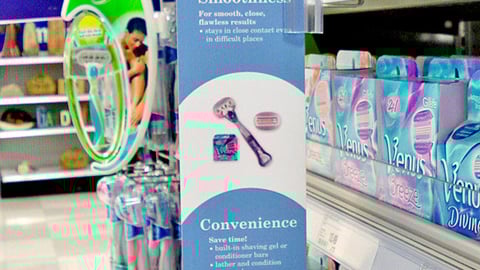 Smoothness
For smooth, close,
flawless results
• stays in close contact even
in difficult places
Convenience
Save time!
• built-in shaving gel or
conditioner bars
• lather and condition
Gillette
Venus
Breeze
Venus
Breeze
Venus
Divine